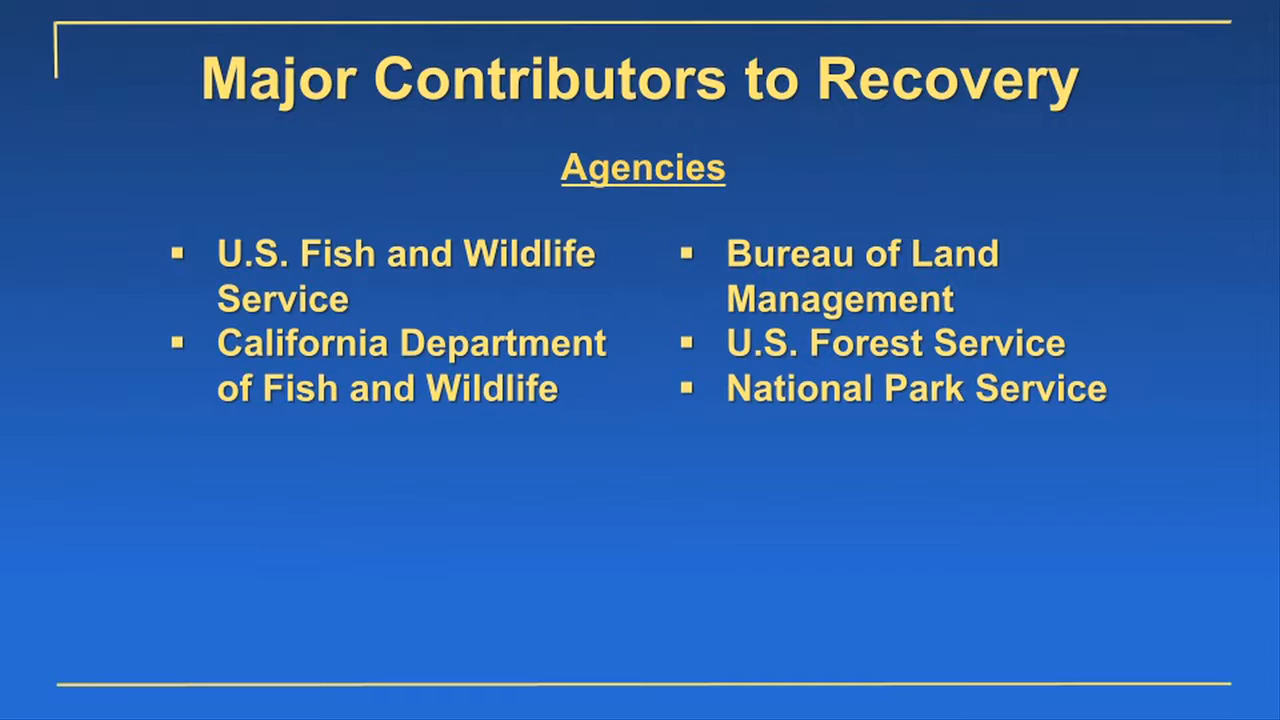 Major Contributors to Recovery
Agencies
▪ U.S. Fish and Wildlife
Service
▪ California Department
of Fish and Wildlife
▪ Bureau of Land
Management
▪ U.S. Forest Service
▪ National Park Service